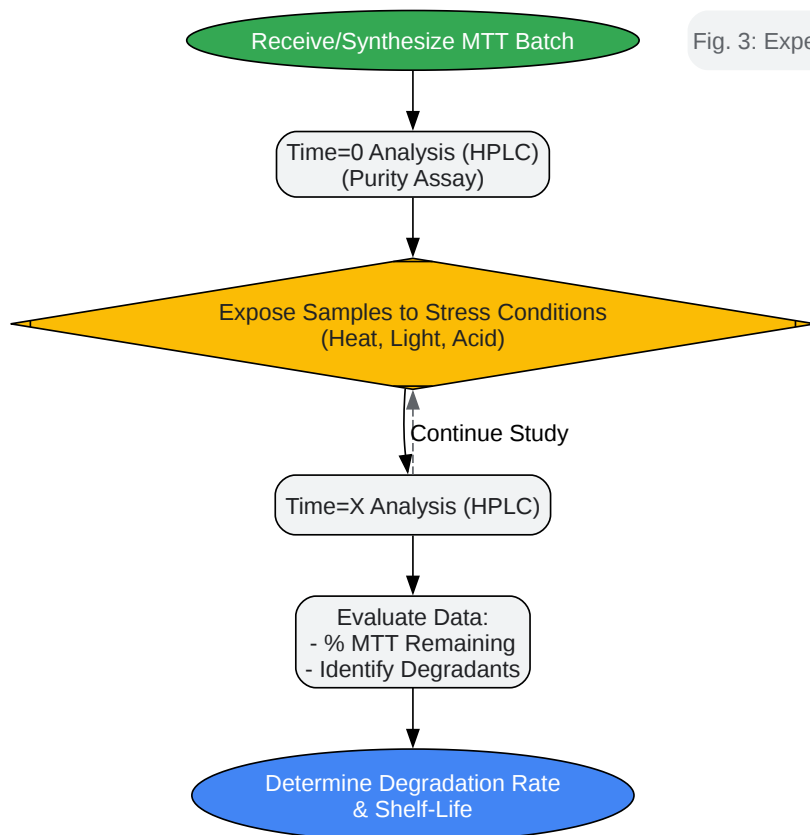 Receive/Synthesize MTT Batch
Fig. 3: Expe
Time=0 Analysis (HPLC)
(Purity Assay)
Expose Samples to Stress Conditions
(Heat, Light, Acid)
Continue Study
Time=X Analysis (HPLC)
Evaluate Data:
- % MTT Remaining
- Identify Degradants
Determine Degradation Rate
& Shelf-Life